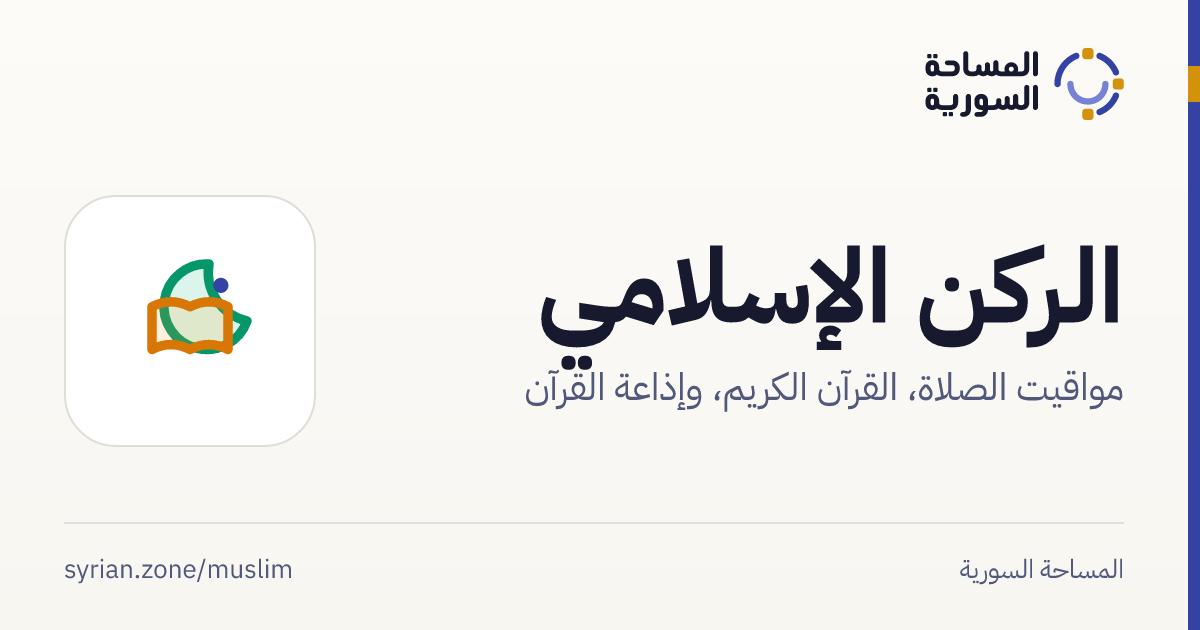 المساحة
السورية
الركن الإسلامي
مواقيت الصلاة، القرآن الكريم، وإذاعة القرآن
المساحة السورية
syrian.zone/muslim